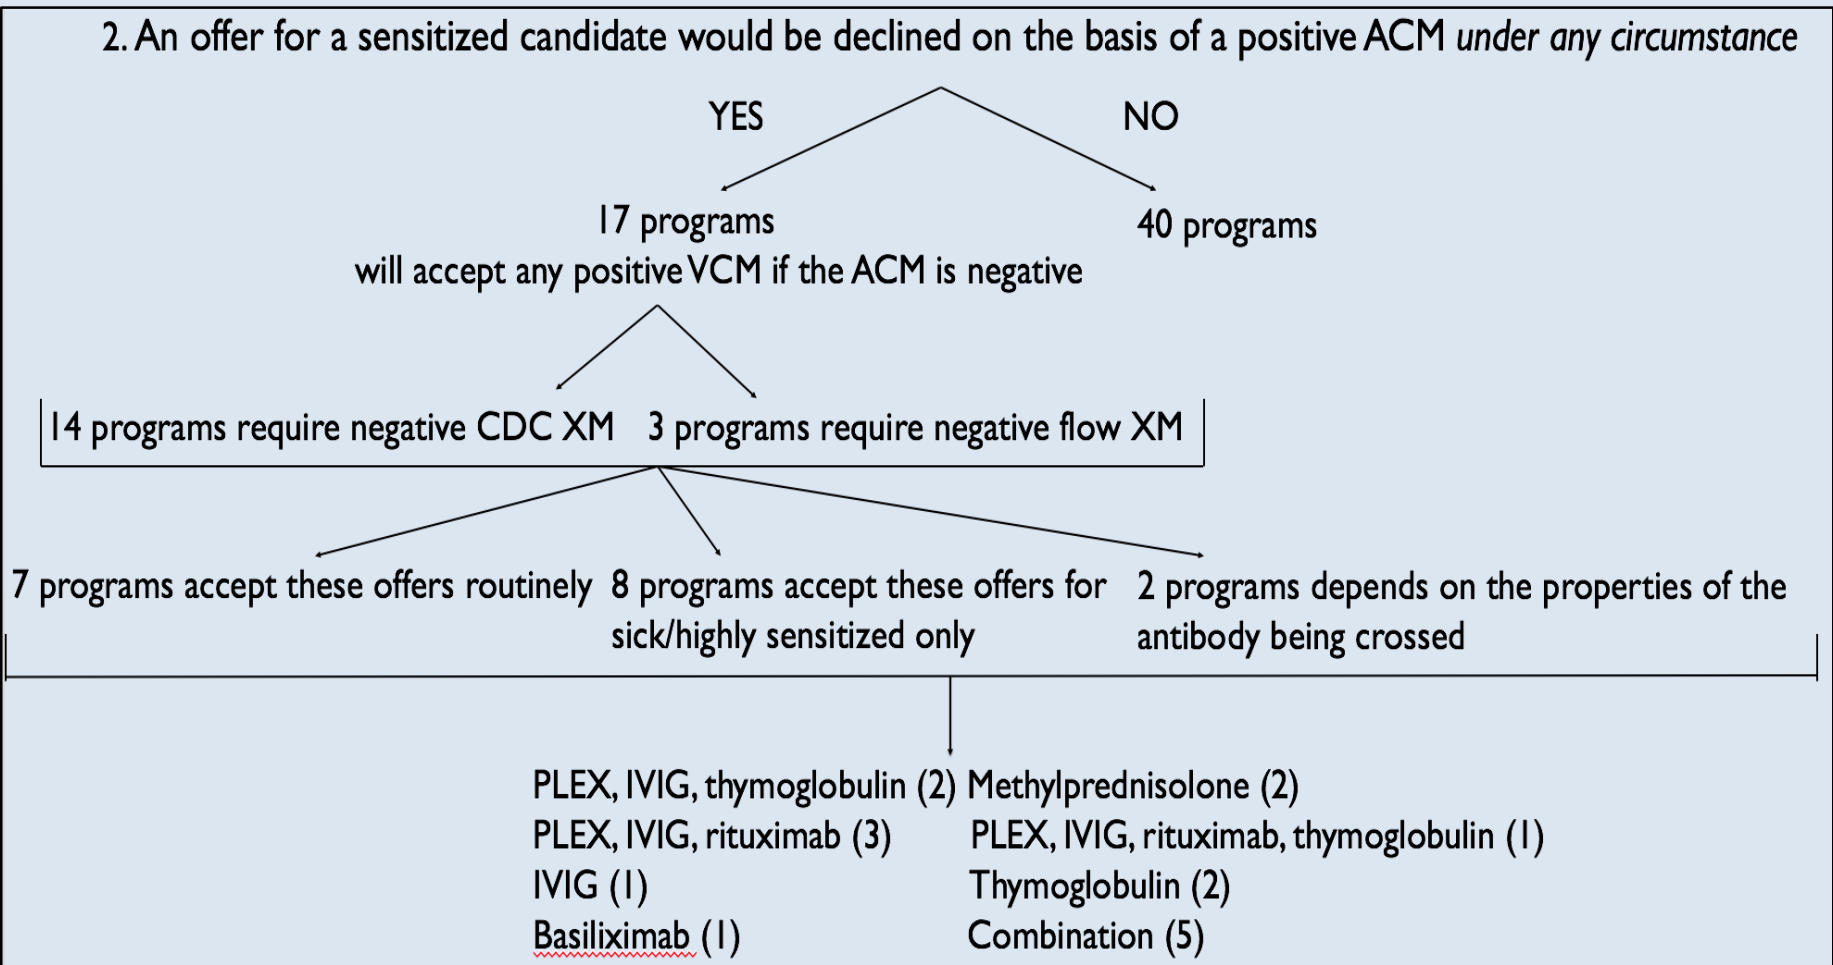 2. An offer for a sensitized candidate would be declined on the basis of a positive ACM under any circumstance
YES
NO
17 programs
40 programs
will accept any positive VCM if the ACM is negative
14 programs require negative CDC XM
3 programs require negative flow XM
7 programs accept these offers routinely
8 programs accept these offers for
sick/highly sensitized only
2 programs depends on the properties of the
antibody being crossed
PLEX, IVIG, thymoglobulin (2)
PLEX, IVIG, rituximab (3)
IVIG (1)
Basiliximab (1)
Methylprednisolone (2)
PLEX, IVIG, rituximab, thymoglobulin (1)
Thymoglobulin (2)
Combination (5)